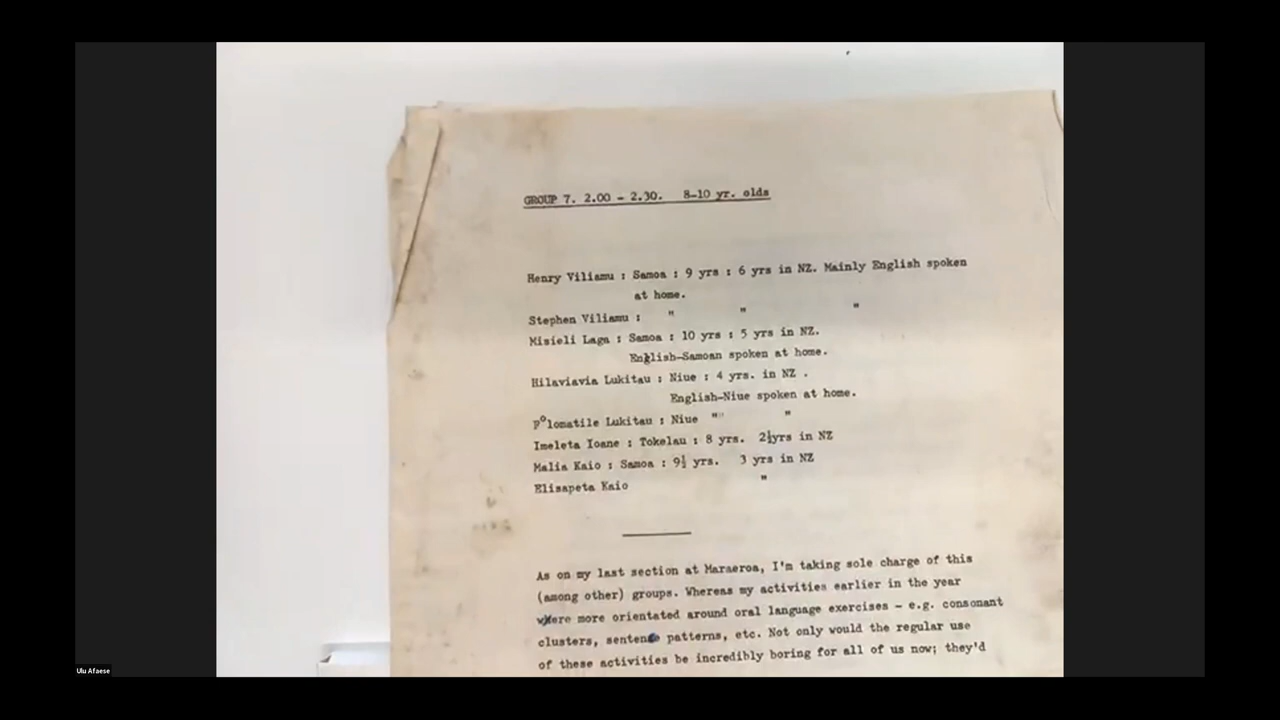 GROUP 7. 2.00 - 2.30. 8-10 yr. olds
Henry Viliamu : Samoa : 9 yrs : 6 yrs in NZ. Mainly English spoken
at home.
Stephen Viliamu : " " "
Misieli Laga : Samoa : 10 yrs : 5 yrs in NZ.
English-Samoan spoken at home.
Hilaviavia Lukitau : Niue : 4 yrs. in NZ .
English-Niue spoken at home.
Polomatile Lukitau : Niue "" "
Imeleta Ioane : Tokelau : 8 yrs. 2½yrs in NZ
Malia Kaio : Samoa : 9½ yrs. 3 yrs in NZ
Elisapeta Kaio "
As on my last section at Maraeroa, I'm taking sole charge of this
(among other) groups. Whereas my activities earlier in the year
were more orientated around oral language exercises - e.g. consonant
clusters, sentence patterns, etc. Not only would the regular use
of these activities be incredibly boring for all of us now; they'd
Ulu Afaese